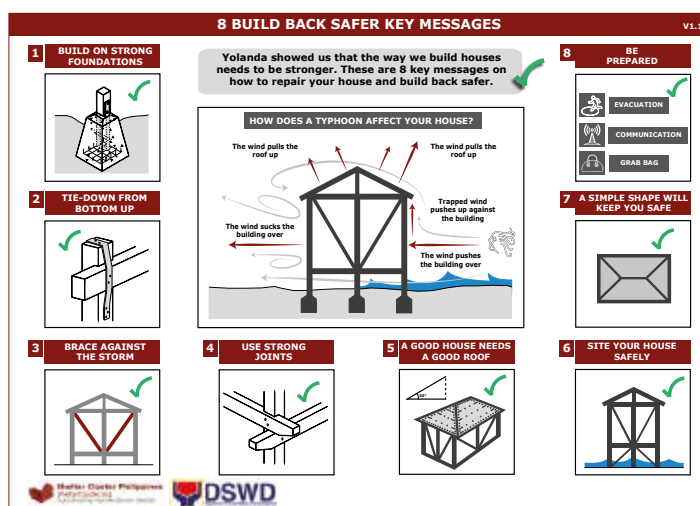 8 BUILD BACK SAFER KEY MESSAGES
V1.1
1
BUILD ON STRONG
FOUNDATIONS
Yolanda showed us that the way we build houses
needs to be stronger. These are 8 key messages on
how to repair your house and build back safer.
8
BE
PREPARED
EVACUATION
COMMUNICATION
GRAB BAG
HOW DOES A TYPHOON AFFECT YOUR HOUSE?
The wind pulls the
roof up
The wind pulls the
roof up
Trapped wind
pushes up against
the building
The wind sucks the
building over
The wind pushes
the building over
2
TIE-DOWN FROM
BOTTOM UP
7
A SIMPLE SHAPE WILL
KEEP YOU SAFE
3
BRACE AGAINST
THE STORM
4
USE STRONG
JOINTS
5
A GOOD HOUSE NEEDS
A GOOD ROOF
30°
6
SITE YOUR HOUSE
SAFELY
Shelter Cluster Philippines
DSWD